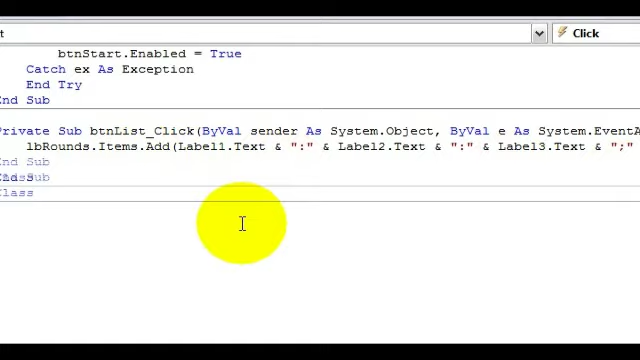 t
Click
btnStart.Enabled = True
Catch ex As Exception
End Try
End Sub
Private Sub btnList_Click(ByVal sender As System.Object, ByVal e As System.EventA
lbRounds.Items.Add(Label1.Text & ":" & Label2.Text & ":" & Label3.Text & ";"
End Sub
Class